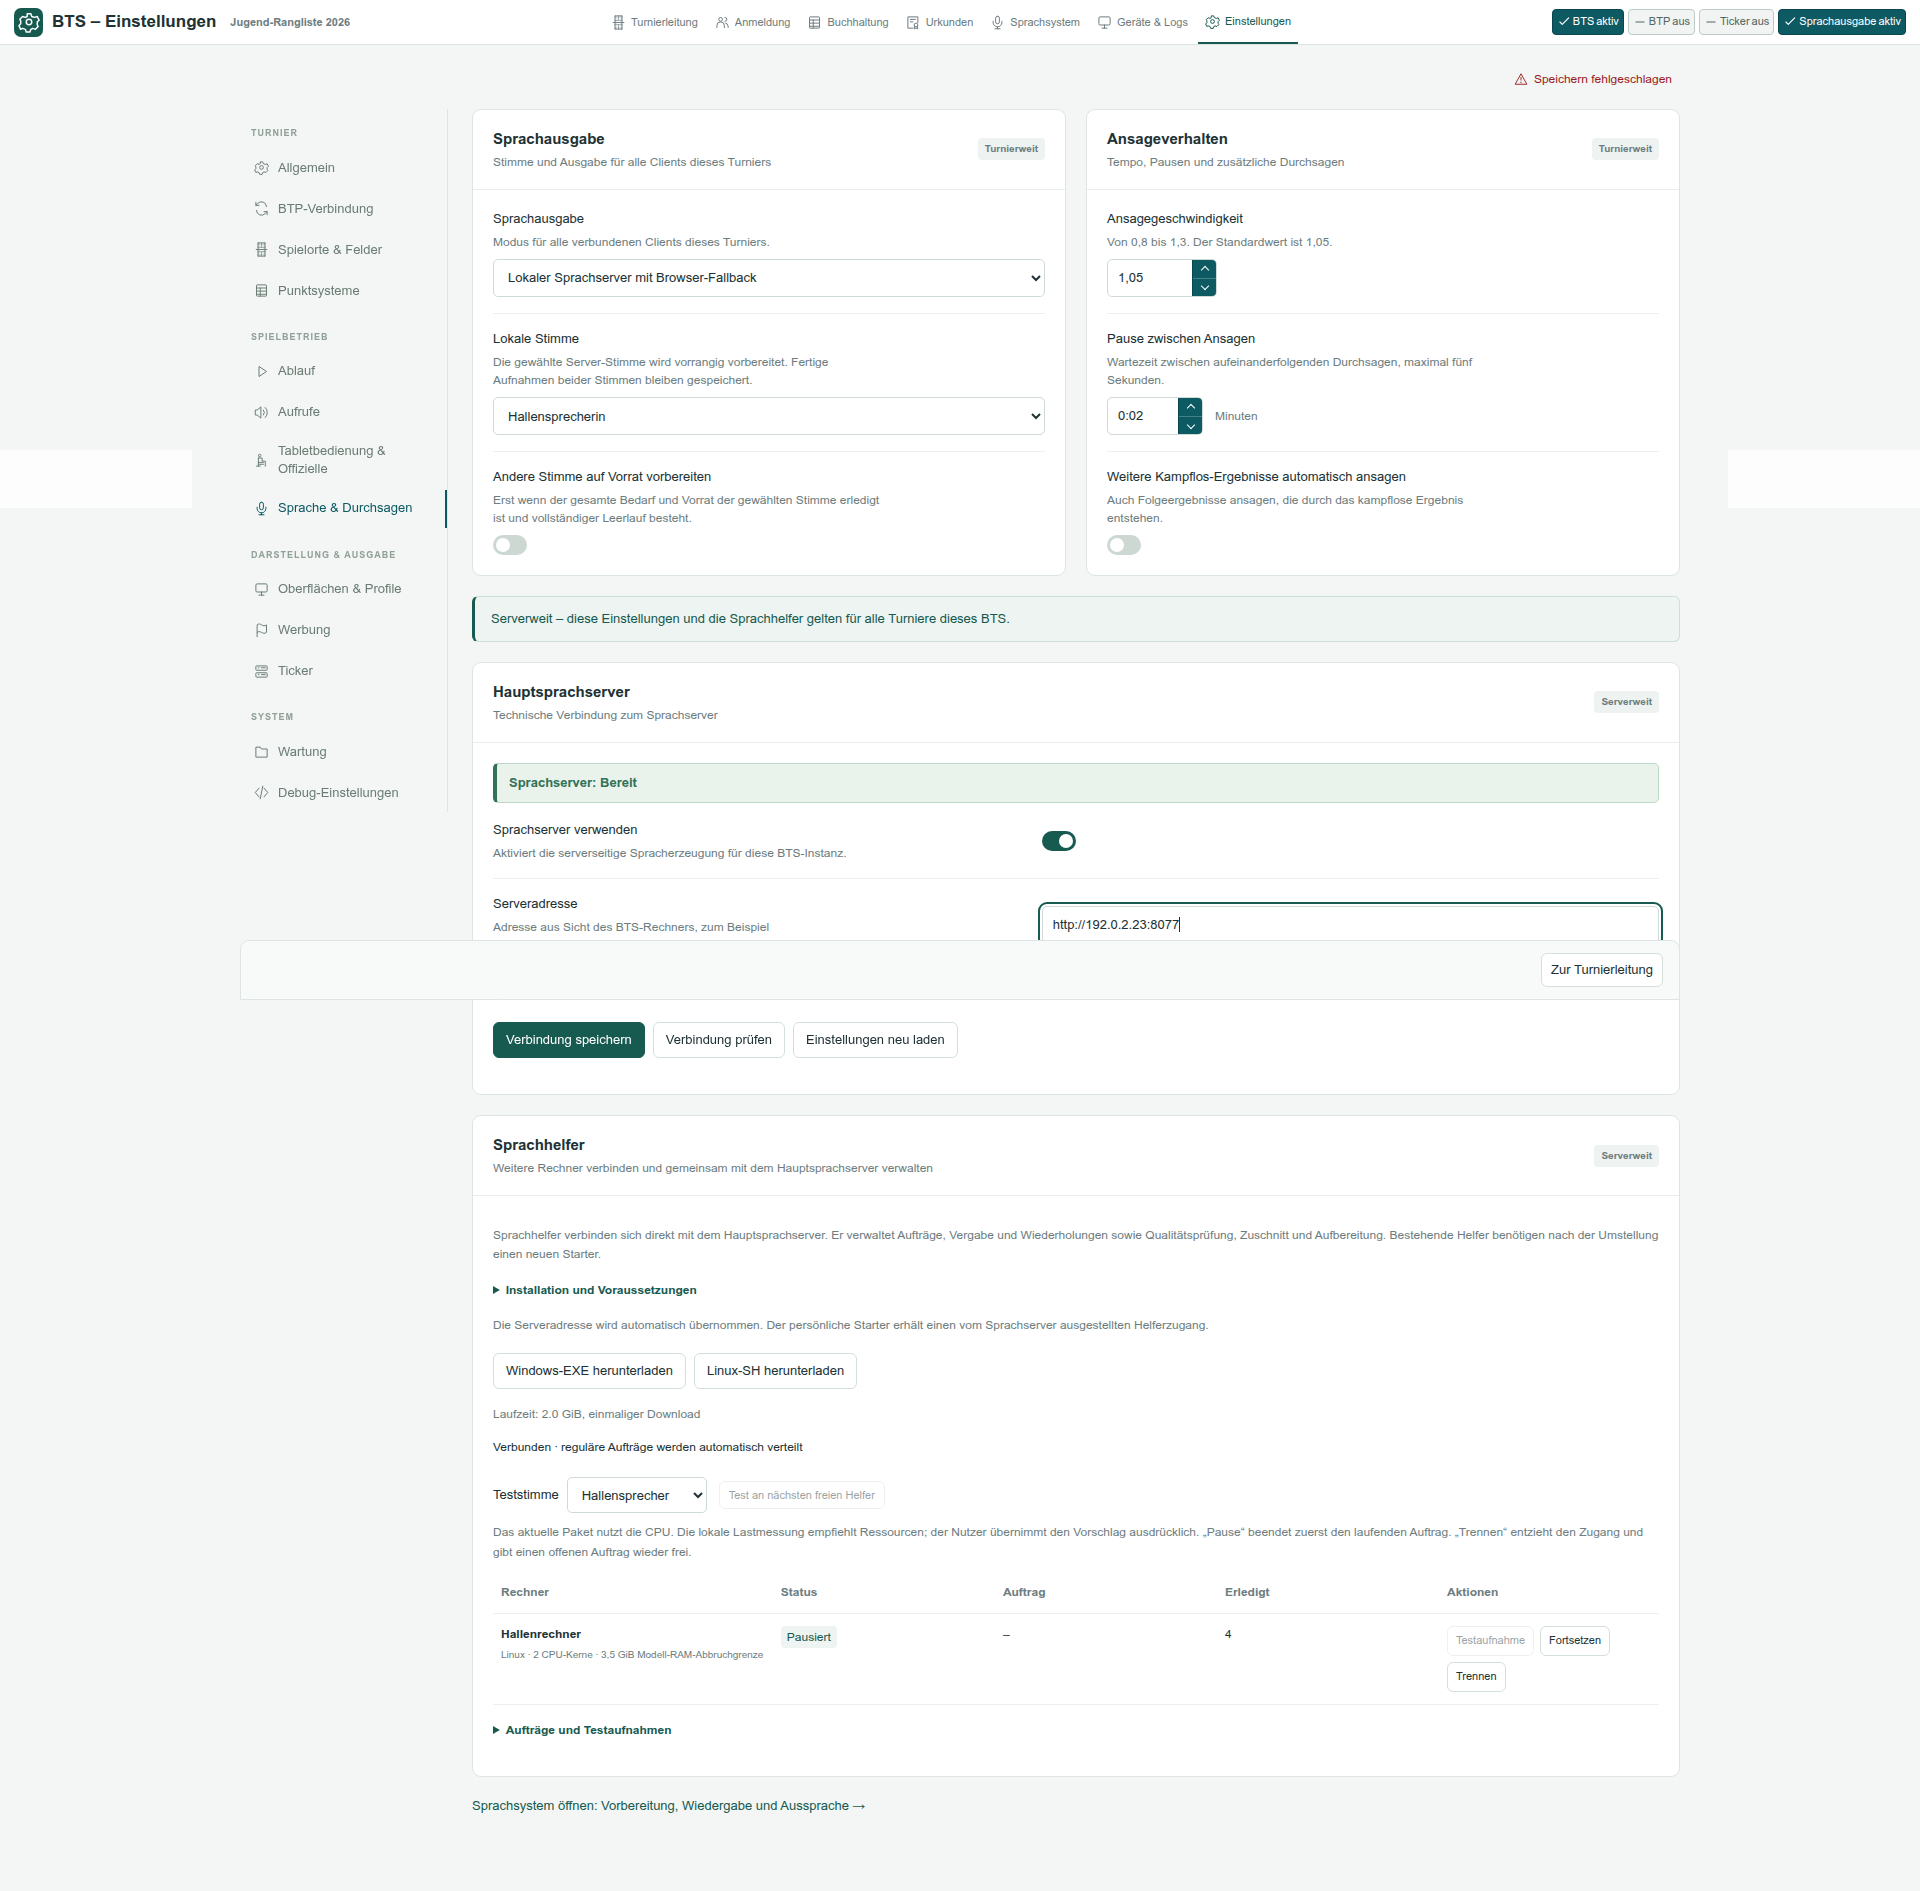 BTS – Einstellungen
Jugend-Rangliste 2026
Turnierleitung
Anmeldung
Buchhaltung
Urkunden
Sprachsystem
Geräte & Logs
Einstellungen
BTS aktiv
BTP aus
Ticker aus
Sprachausgabe aktiv
Speichern fehlgeschlagen
TURNIER
Allgemein
BTP-Verbindung
Spielorte & Felder
Punktsysteme
SPIELBETRIEB
Ablauf
Aufrufe
Tabletbedienung &
Offizielle
Sprache & Durchsagen
DARSTELLUNG & AUSGABE
Oberflächen & Profile
Werbung
Ticker
SYSTEM
Wartung
Debug-Einstellungen
Sprachausgabe
Stimme und Ausgabe für alle Clients dieses Turniers
Turnierweit
Sprachausgabe
Modus für alle verbundenen Clients dieses Turniers.
Lokaler Sprachserver mit Browser-Fallback
Lokale Stimme
Die gewählte Server-Stimme wird vorrangig vorbereitet. Fertige
Aufnahmen beider Stimmen bleiben gespeichert.
Hallensprecherin
Andere Stimme auf Vorrat vorbereiten
Erst wenn der gesamte Bedarf und Vorrat der gewählten Stimme erledigt
ist und vollständiger Leerlauf besteht.
Ansageverhalten
Tempo, Pausen und zusätzliche Durchsagen
Turnierweit
Ansagegeschwindigkeit
Von 0,8 bis 1,3. Der Standardwert ist 1,05.
1,05
Pause zwischen Ansagen
Wartezeit zwischen aufeinanderfolgenden Durchsagen, maximal fünf
Sekunden.
0:02
Minuten
Weitere Kampflos-Ergebnisse automatisch ansagen
Auch Folgeergebnisse ansagen, die durch das kampflose Ergebnis
entstehen.
Serverweit – diese Einstellungen und die Sprachhelfer gelten für alle Turniere dieses BTS.
Hauptsprachserver
Technische Verbindung zum Sprachserver
Serverweit
Sprachserver: Bereit
Sprachserver verwenden
Aktiviert die serverseitige Spracherzeugung für diese BTS-Instanz.
Serveradresse
Adresse aus Sicht des BTS-Rechners, zum Beispiel
http://192.0.2.23:8077
Zur Turnierleitung
Verbindung speichern
Verbindung prüfen
Einstellungen neu laden
Sprachhelfer
Weitere Rechner verbinden und gemeinsam mit dem Hauptsprachserver verwalten
Serverweit
Sprachhelfer verbinden sich direkt mit dem Hauptsprachserver. Er verwaltet Aufträge, Vergabe und Wiederholungen sowie Qualitätsprüfung, Zuschnitt und Aufbereitung. Bestehende Helfer benötigen nach der Umstellung
einen neuen Starter.
Installation und Voraussetzungen
Die Serveradresse wird automatisch übernommen. Der persönliche Starter erhält einen vom Sprachserver ausgestellten Helferzugang.
Windows-EXE herunterladen
Linux-SH herunterladen
Laufzeit: 2.0 GiB, einmaliger Download
Verbunden · reguläre Aufträge werden automatisch verteilt
Teststimme
Hallensprecher
Test an nächsten freien Helfer
Das aktuelle Paket nutzt die CPU. Die lokale Lastmessung empfiehlt Ressourcen; der Nutzer übernimmt den Vorschlag ausdrücklich. „Pause“ beendet zuerst den laufenden Auftrag. „Trennen“ entzieht den Zugang und
gibt einen offenen Auftrag wieder frei.
Rechner
Status
Auftrag
Erledigt
Aktionen
Hallenrechner
Linux · 2 CPU-Kerne · 3,5 GiB Modell-RAM-Abbruchgrenze
Pausiert
–
4
Testaufnahme
Fortsetzen
Trennen
Aufträge und Testaufnahmen
Sprachsystem öffnen: Vorbereitung, Wiedergabe und Aussprache →